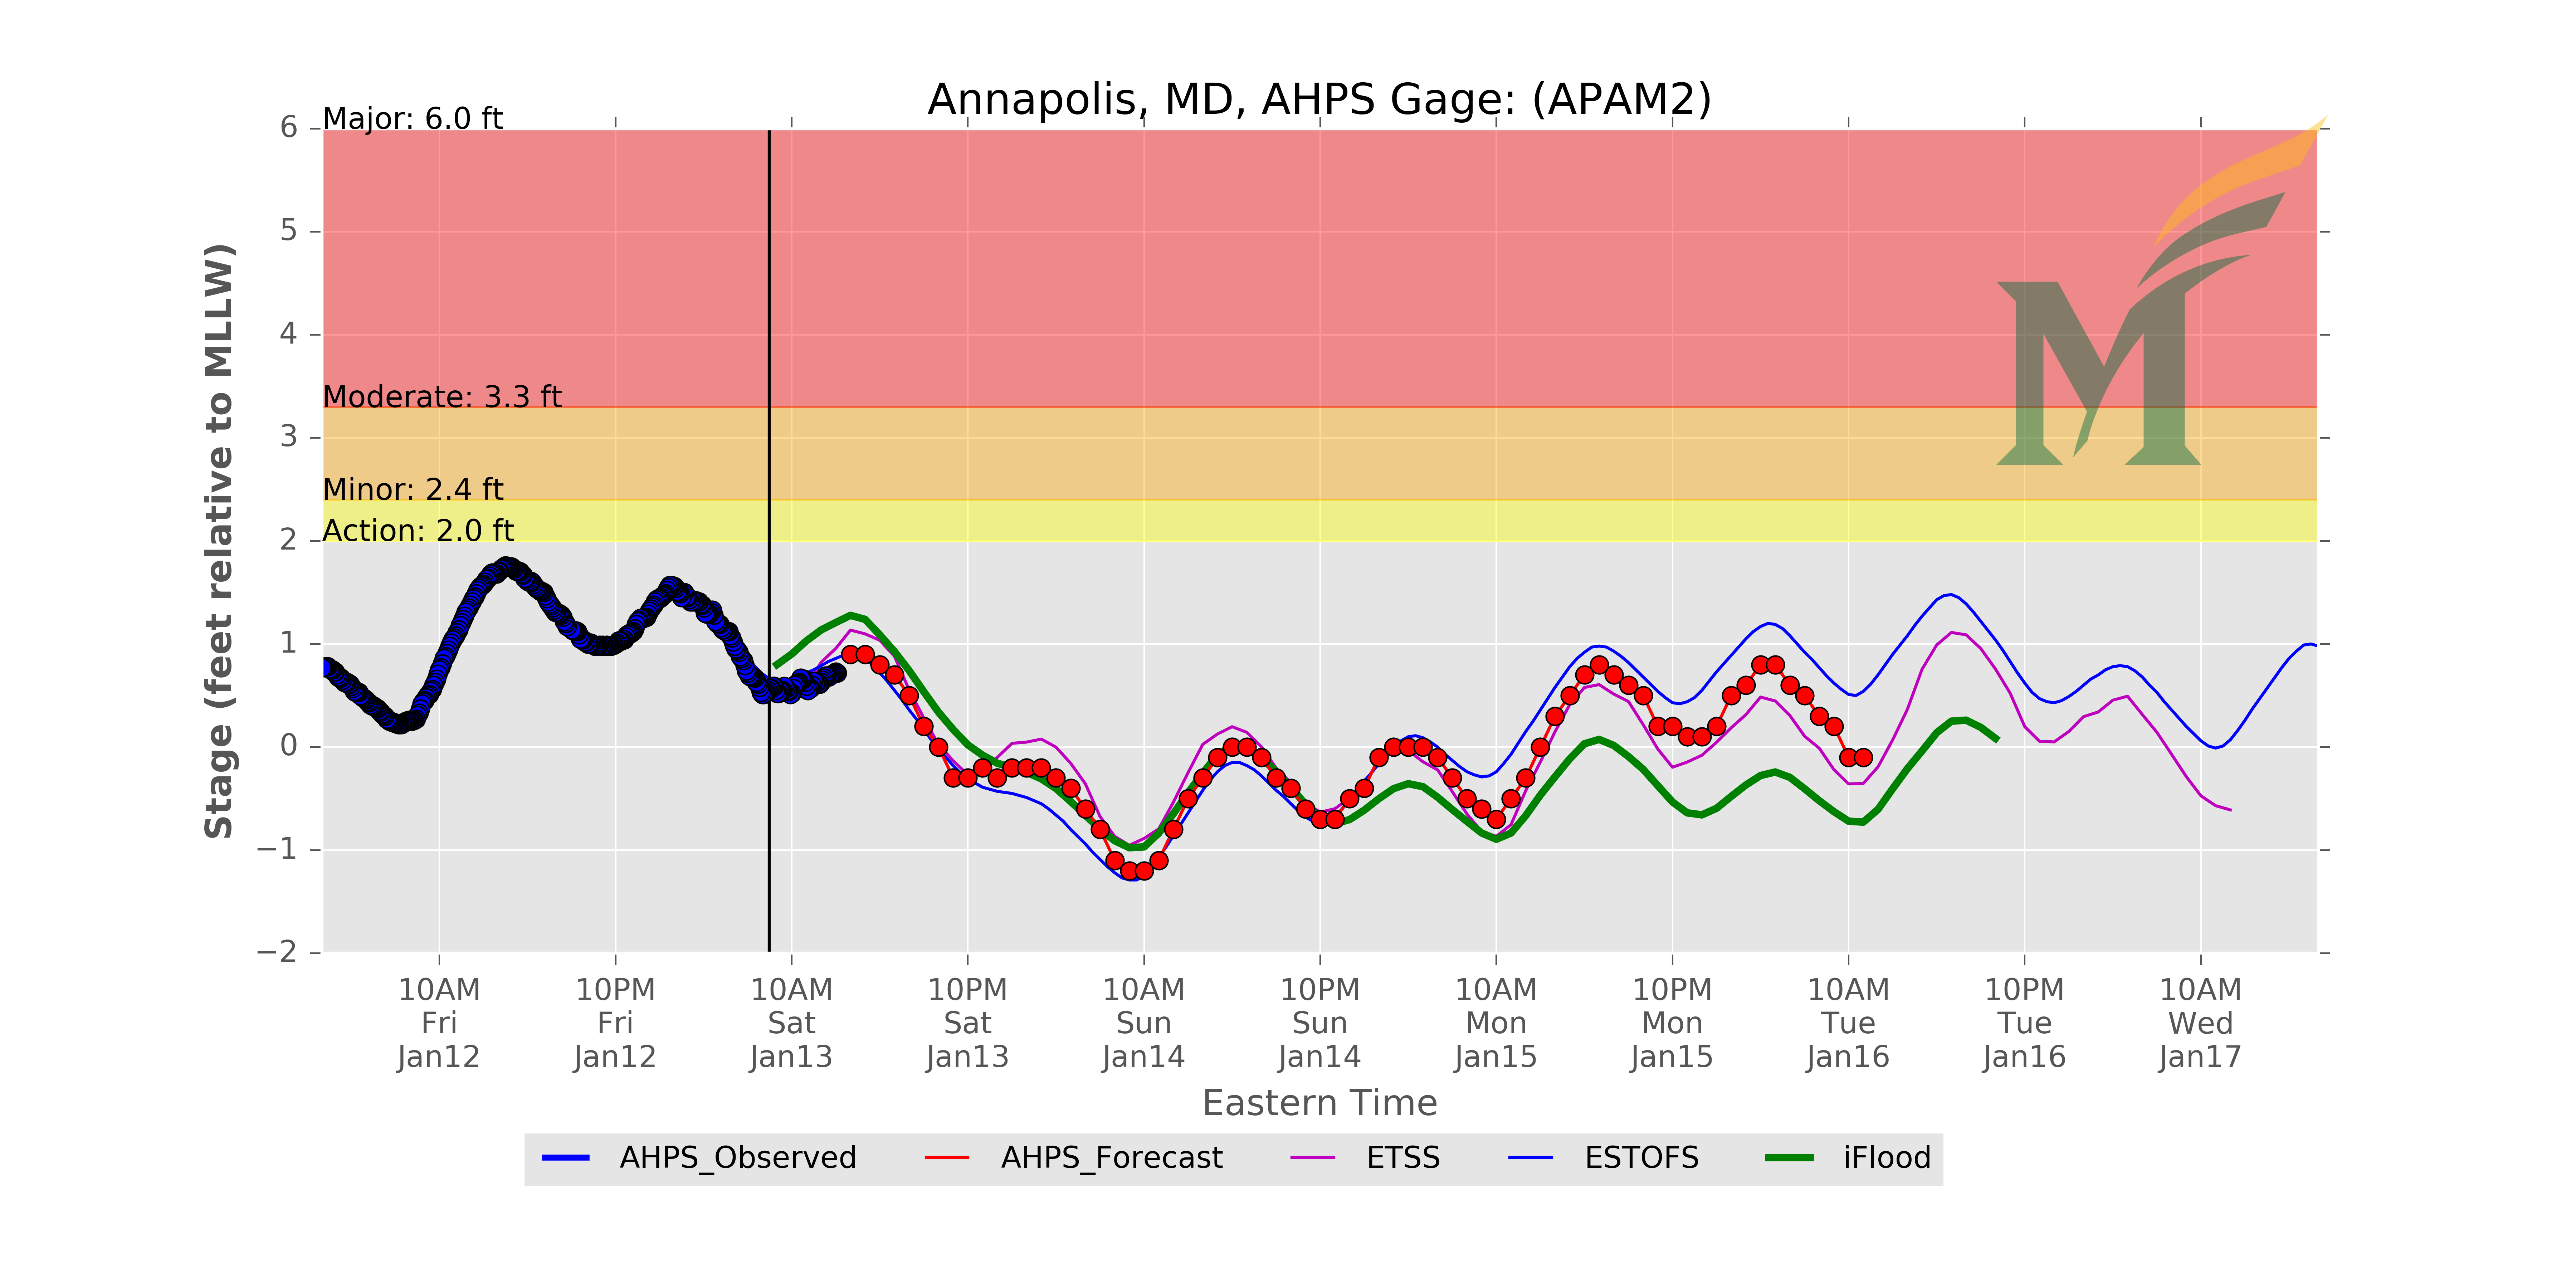 Annapolis, MD, AHPS Gage: (APAM2)
Major: 6.0 ft
Moderate: 3.3 ft
Minor: 2.4 ft
Action: 2.0 ft
Stage (feet relative to MLLW)
6
5
4
3
2
1
0
−1
−2
10AM Fri Jan12
10PM Fri Jan12
10AM Sat Jan13
10PM Sat Jan13
10AM Sun Jan14
10PM Sun Jan14
10AM Mon Jan15
10PM Mon Jan15
10AM Tue Jan16
10PM Tue Jan16
10AM Wed Jan17
Eastern Time
AHPS_Observed AHPS_Forecast ETSS ESTOFS iFlood
M